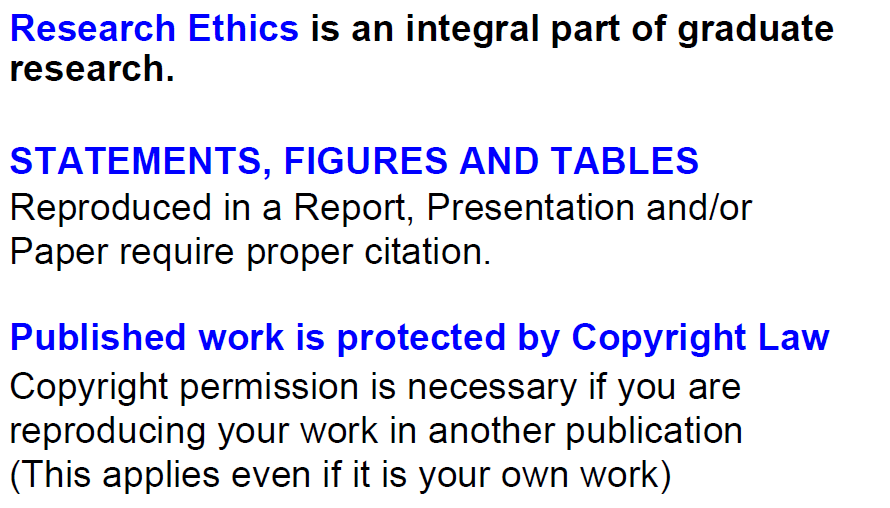 Research Ethics is an integral part of graduate
research.
STATEMENTS, FIGURES AND TABLES
Reproduced in a Report, Presentation and/or
Paper require proper citation.
Published work is protected by Copyright Law
Copyright permission is necessary if you are
reproducing your work in another publication
(This applies even if it is your own work)